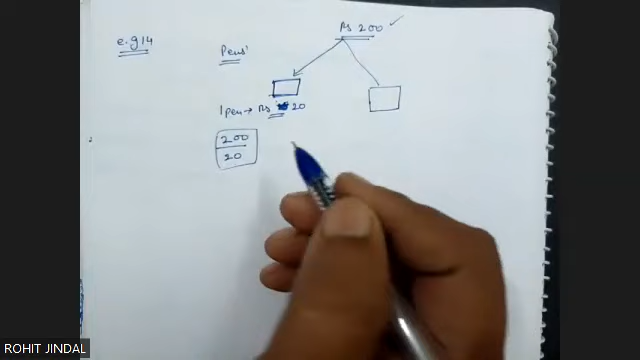 Rs 200 ✓
e.g 14
Pens'
1 pen → Rs 20
200
20
ROHIT JINDAL